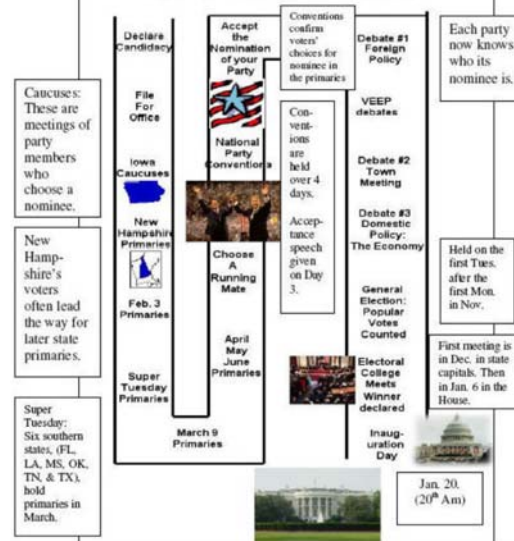 Declare
Candidacy
File
For
Office
Iowa
Caucuses
New
Hampshire
Primaries
Feb. 3
Primaries
Super
Tuesday
Primaries
March 9
Primaries
April
May
June
Primaries
Choose
A
Running
Mate
National
Party
Conventions
Accept
the
Nomination
of your
Party
Debate #1
Foreign
Policy
VEEP
debates
Debate #2
Town
Meeting
Debate #3
Domestic
Policy:
The Economy
General
Election:
Popular
Votes
Counted
Electoral
College
Meets
Winner
declared
Inaug-
uration
Day
Caucuses:
These are
meetings of
party
members
who
choose a
nominee.
New
Hamp-
shire's
voters
often lead
the way for
later state
primaries.
Super
Tuesday:
Six southern
states, (FL,
LA, MS, OK,
TN, & TX),
hold
primaries in
March.
Conventions
confirm
voters'
choices for
nominee in
the primaries
Con-
vent-
ions
are
held
over 4
days.
Accep-
tance
speech
given
on Day
3.
Each party
now knows
who its
nominee is.
Held on the
first Tues.
after the
first Mon.
in Nov.
First meeting is
in Dec. in state
capitals. Then
in Jan. 6 in the
House.
Jan. 20.
(20th Am)